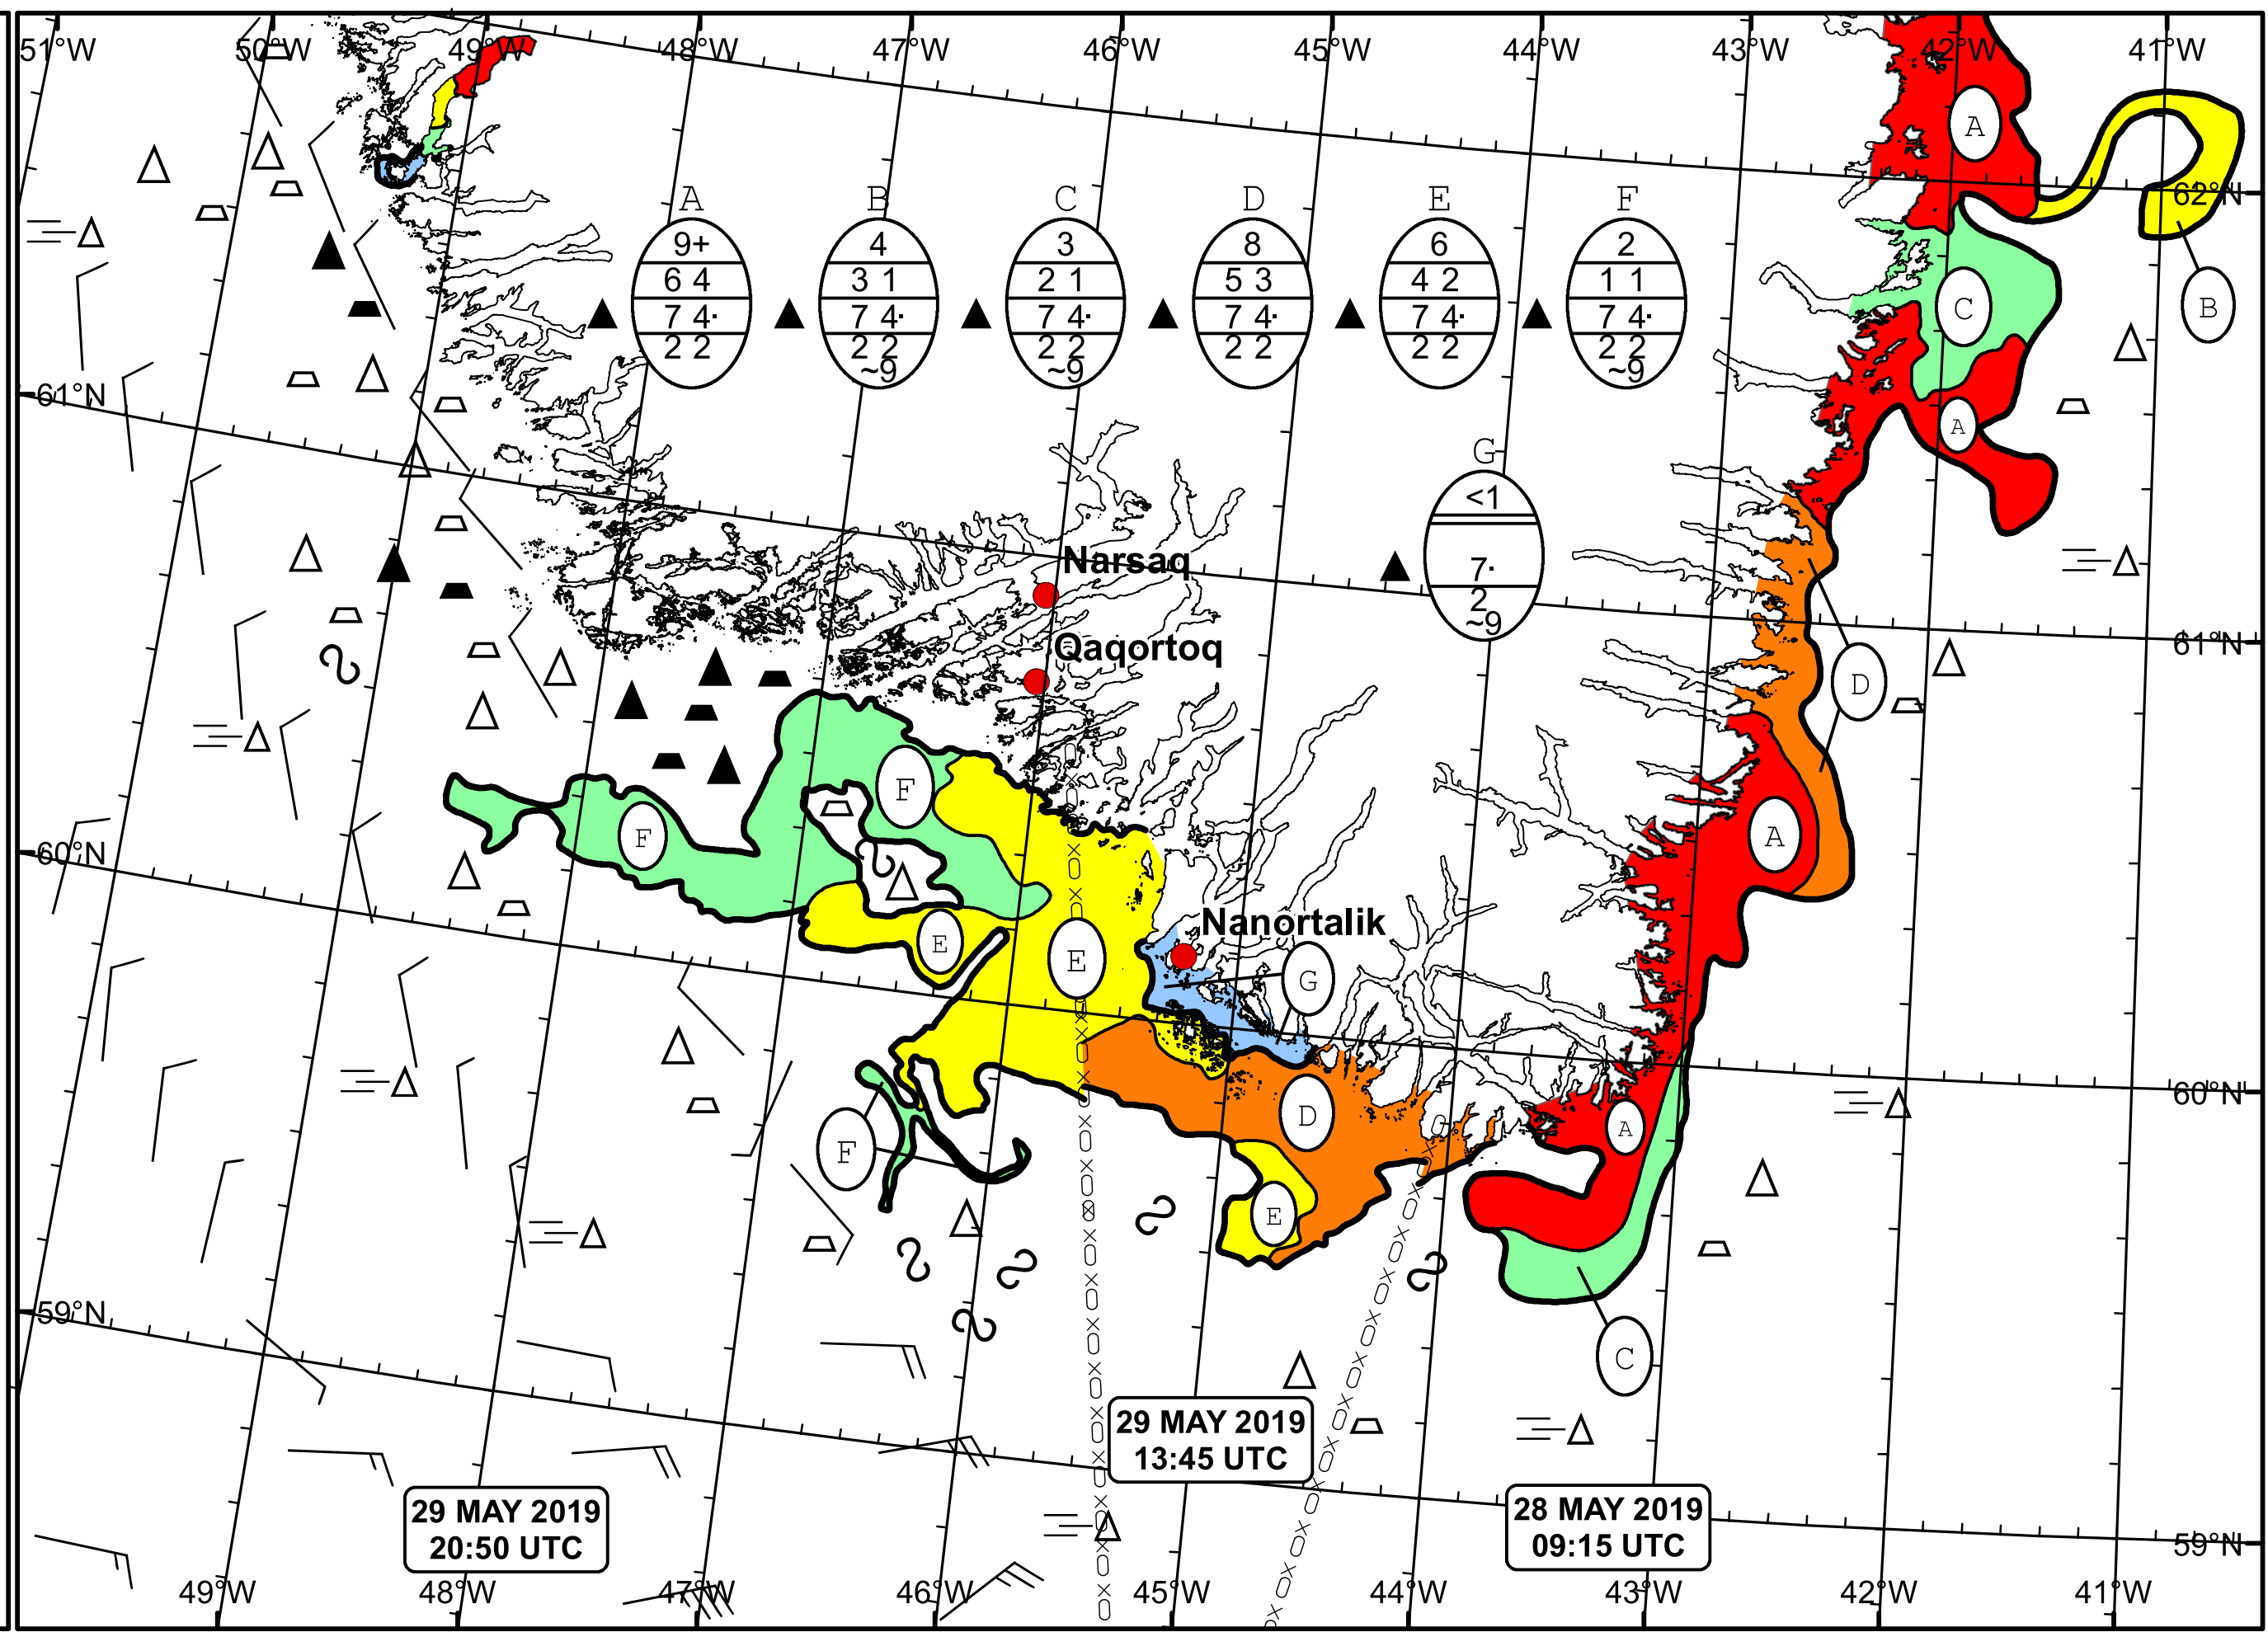 51°W 50°W 49°W 48°W 47°W 46°W 45°W 44°W 43°W 42°W 41°W
A
62°N
A B C D E F
9+ 4 3 8 6 2
6 4 3 1 2 1 5 3 4 2 1 1
7 4· 7 4· 7 4· 7 4· 7 4· 7 4·
2 2 2 2 2 2 2 2 2 2 2 2
~9 ~9 ~9
C
B
61°N
A
G
<1
7·
2
~9
Narsaq
Qaqortoq
61°N
D
F
F
A
60°N
Nanortalik
E
E
G
60°N
D
A
F
E
59°N
C
29 MAY 2019
13:45 UTC
29 MAY 2019
20:50 UTC
28 MAY 2019
09:15 UTC
59°N
49°W 48°W 47°W 46°W 45°W 44°W 43°W 42°W 41°W